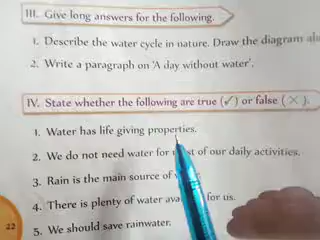 III. Give long answers for the following.
1. Describe the water cycle in nature. Draw the diagram
2. Write a paragraph on 'A day without water'.
IV. State whether the following are true (✓) or false (×).
1. Water has life giving properties.
2. We do not need water for of our daily activities.
3. Rain is the main source of
4. There is plenty of water for us.
22
5. We should save rainwater.